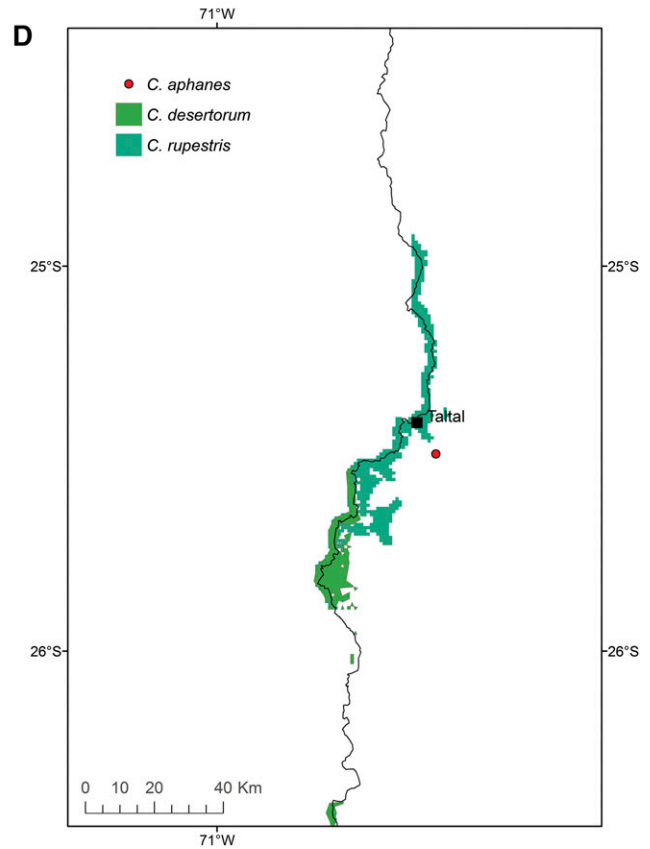 D
71°W
C. aphanes
C. desertorum
C. rupestris
25°S
25°S
Taltal
26°S
26°S
0 10 20 40 Km
71°W